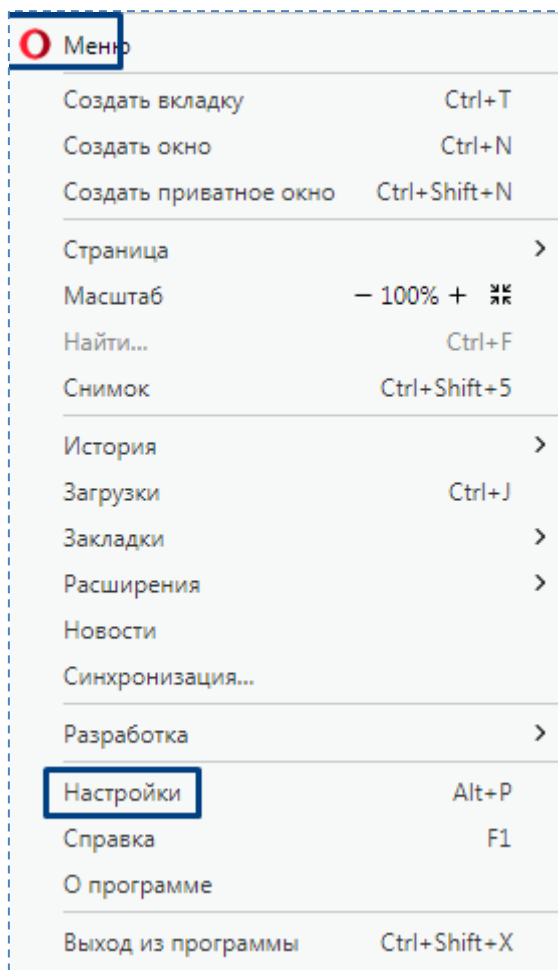 Меню
Создать вкладку Ctrl+T
Создать окно Ctrl+N
Создать приватное окно Ctrl+Shift+N
Страница
Масштаб − 100% +
Найти... Ctrl+F
Снимок Ctrl+Shift+5
История
Загрузки Ctrl+J
Закладки
Расширения
Новости
Синхронизация...
Разработка
Настройки Alt+P
Справка F1
О программе
Выход из программы Ctrl+Shift+X